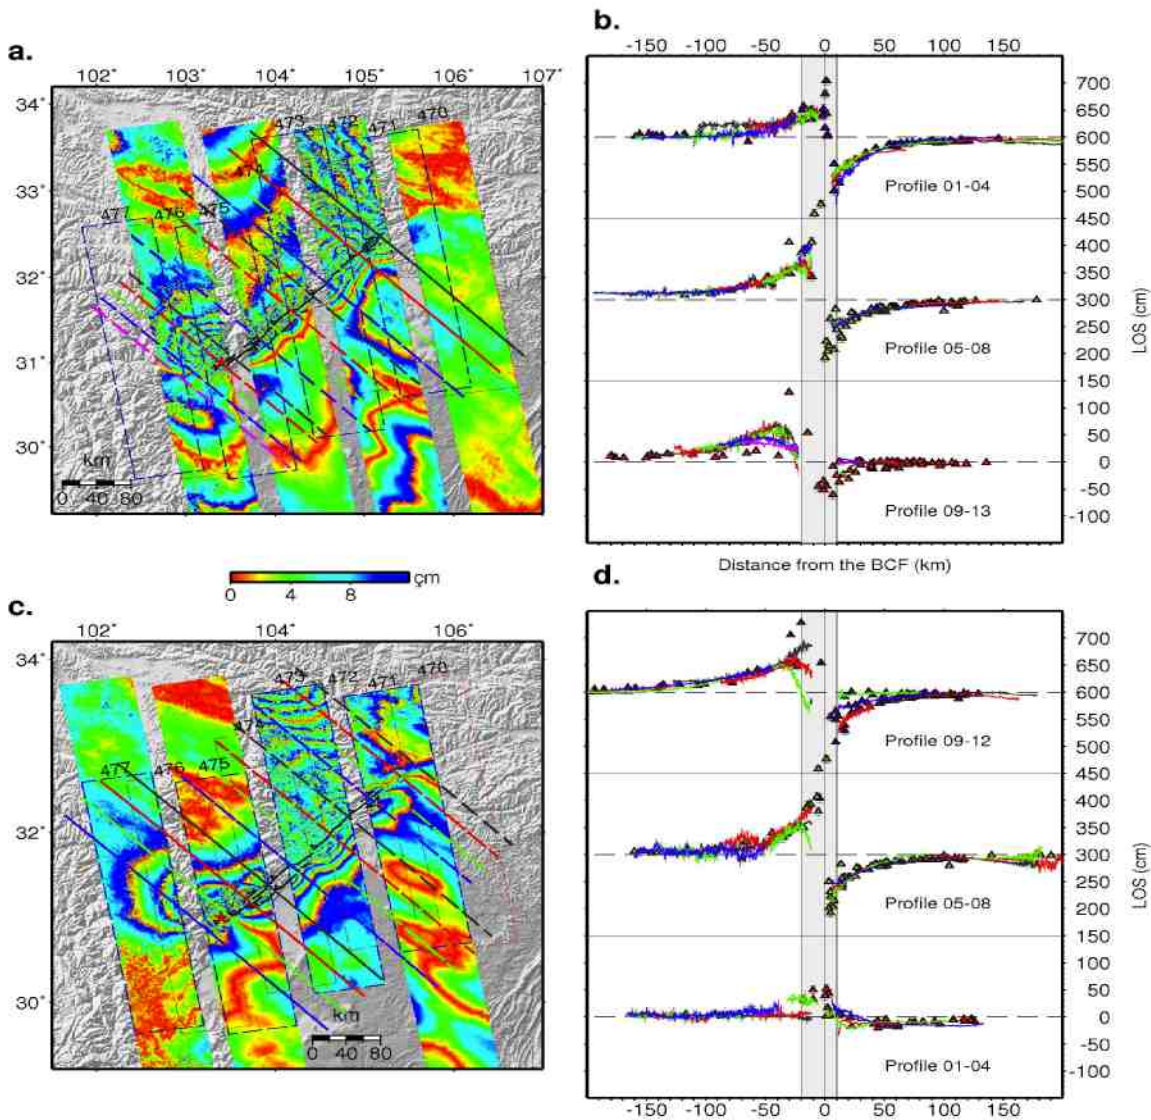 a.
102° 103° 104° 105° 106° 107°
34°
33°
32°
31°
30°
473 472 471 470
474
477 476 475
km
0 40 80
b.
-150 -100 -50 0 50 100 150
700
650
600
550
500
450
400
350
300
250
200
150
100
50
0
-50
-100
LOS (cm)
Profile 01-04
Profile 05-08
Profile 09-13
Distance from the BCF (km)
çm
0 4 8
c.
102° 104° 106°
34°
32°
30°
473 472 471 470
477 476 475
km
0 40 80
d.
700
650
600
550
500
450
400
350
300
250
200
150
100
50
0
-50
-100
LOS (cm)
Profile 09-12
Profile 05-08
Profile 01-04
-150 -100 -50 0 50 100 150